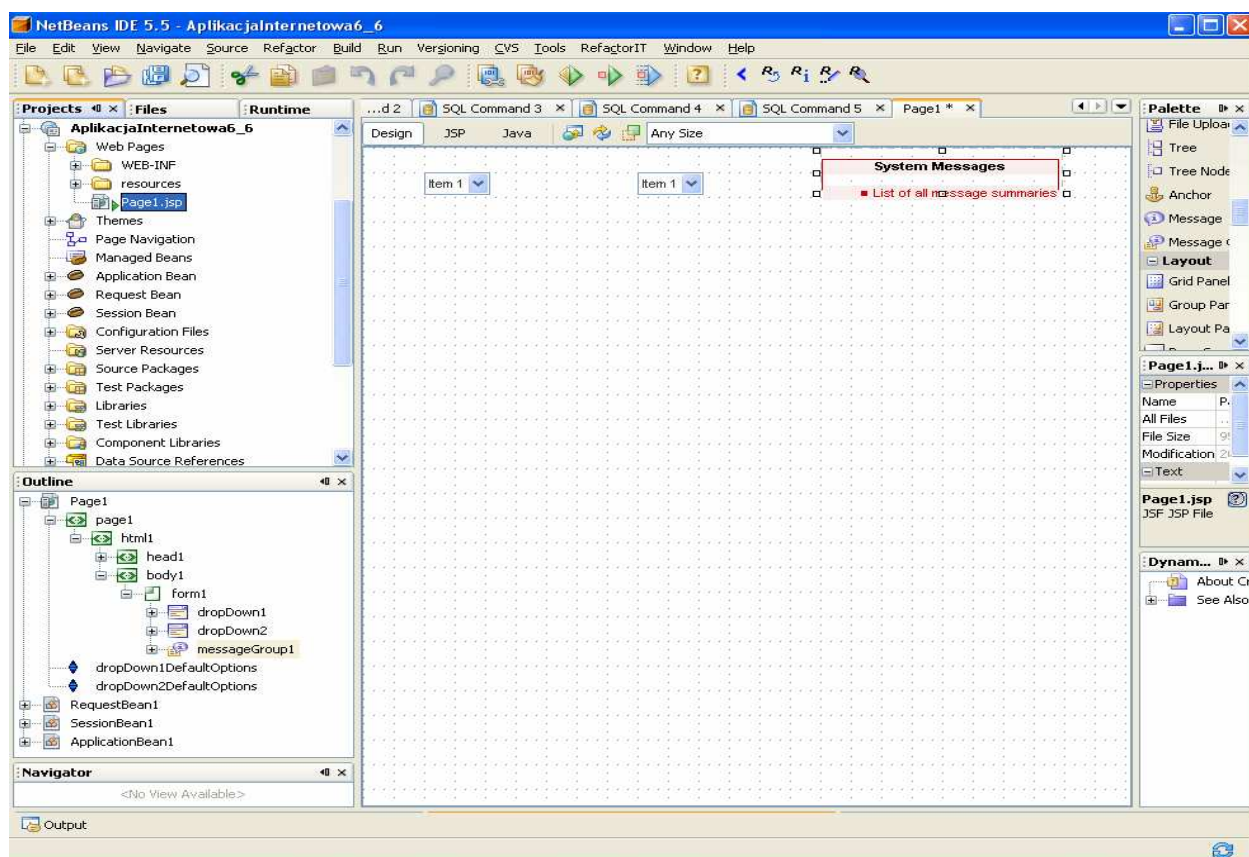 NetBeans IDE 5.5 - AplikacjaInternetowa6_6
File Edit View Navigate Source Refactor Build Run Versioning CVS Tools RefactorIT Window Help
Projects Files Runtime
AplikacjaInternetowa6_6
Web Pages
WEB-INF
resources
Page1.jsp
Themes
Page Navigation
Managed Beans
Application Bean
Request Bean
Session Bean
Configuration Files
Server Resources
Source Packages
Test Packages
Libraries
Test Libraries
Component Libraries
Data Source References
Outline
Page1
page1
html1
head1
body1
form1
dropDown1
dropDown2
messageGroup1
dropDown1DefaultOptions
dropDown2DefaultOptions
RequestBean1
SessionBean1
ApplicationBean1
Navigator
<No View Available>
Output
...d 2 SQL Command 3 SQL Command 4 SQL Command 5 Page1 *
Design JSP Java Any Size
Item 1 Item 1
System Messages
List of all message summaries
Palette
File Uploa
Tree
Tree Node
Anchor
Message
Message
Layout
Grid Panel
Group Par
Layout Pa
Page1.j...
Properties
Name
All Files ...
File Size
Modification
Text
Page1.jsp
JSF JSP File
Dynam...
About Cr
See Also